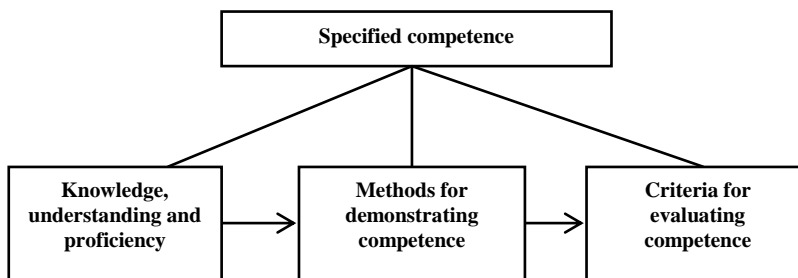 Specified competence
Knowledge,
understanding and
proficiency
Methods for
demonstrating
competence
Criteria for
evaluating
competence